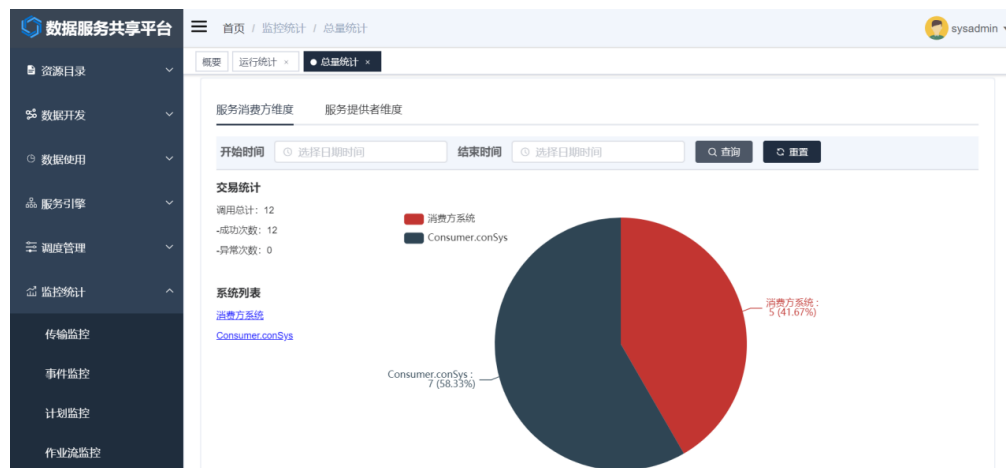 数据服务共享平台
首页 / 监控统计 / 总量统计
sysadmin
概要
运行统计 ×
总量统计 ×
资源目录
数据开发
数据使用
服务引擎
调度管理
监控统计
传输监控
事件监控
计划监控
作业流监控
服务消费方维度
服务提供者维度
开始时间 选择日期时间 结束时间 选择日期时间 查询 重置
交易统计
调用总计：12
-成功次数：12
-异常次数：0
系统列表
消费方系统
Consumer.conSys
消费方系统
Consumer.conSys
消费方系统 :
5 (41.67%)
Consumer.conSys :
7 (58.33%)